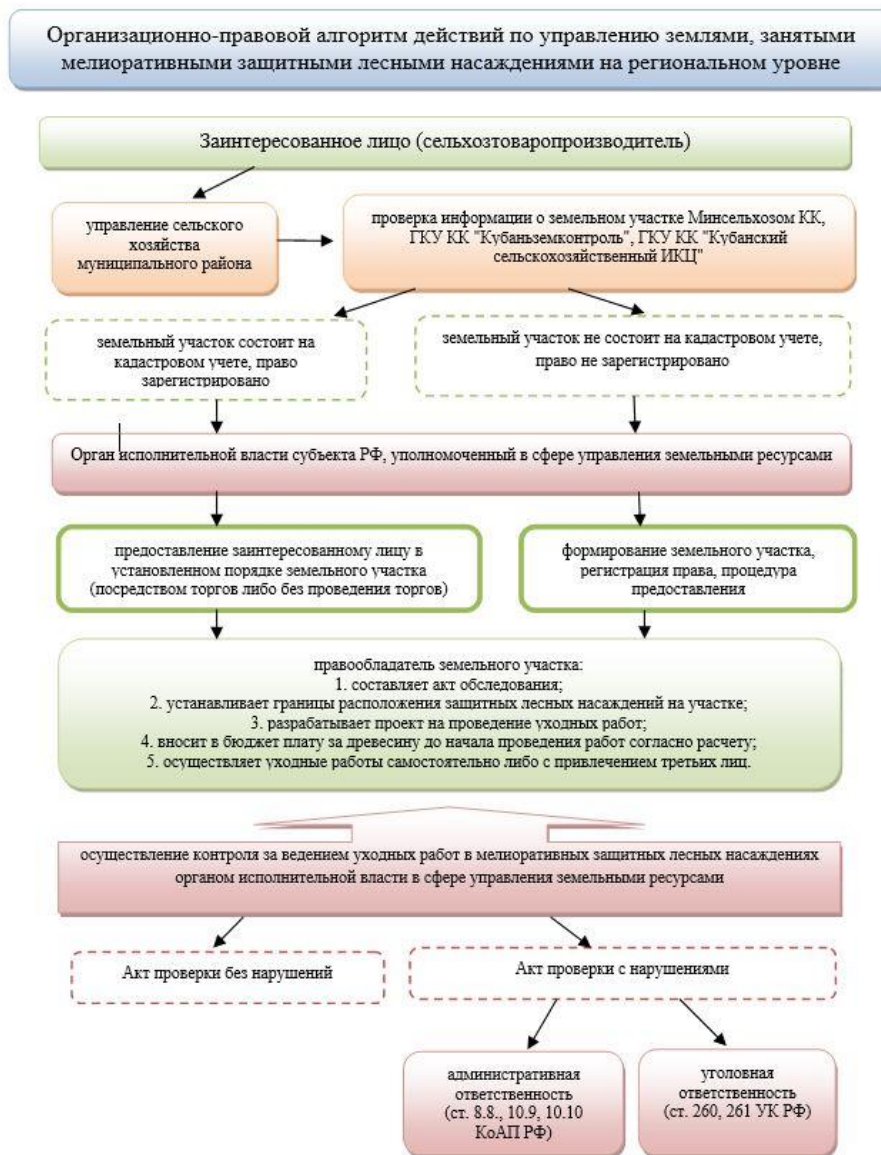 Организационно-правовой алгоритм действий по управлению землями, занятыми
мелиоративными защитными лесными насаждениями на региональном уровне
Заинтересованное лицо (сельхозтоваропроизводитель)
управление сельского
хозяйства
муниципального района
проверка информации о земельном участке Минсельхозом КК,
ГКУ КК "Кубаньземконтроль", ГКУ КК "Кубанский
сельскохозяйственный ИКЦ"
земельный участок состоит на
кадастровом учете, право
зарегистрировано
земельный участок не состоит на кадастровом учете,
право не зарегистрировано
Орган исполнительной власти субъекта РФ, уполномоченный в сфере управления земельными ресурсами
предоставление заинтересованному лицу в
установленном порядке земельного участка
(посредством торгов либо без проведения торгов)
формирование земельного участка,
регистрация права, процедура
предоставления
правообладатель земельного участка:
1. составляет акт обследования;
2. устанавливает границы расположения защитных лесных насаждений на участке;
3. разрабатывает проект на проведение уходных работ;
4. вносит в бюджет плату за древесину до начала проведения работ согласно расчету;
5. осуществляет уходные работы самостоятельно либо с привлечением третьих лиц.
осуществление контроля за ведением уходных работ в мелиоративных защитных лесных насаждениях
органом исполнительной власти в сфере управления земельными ресурсами
Акт проверки без нарушений
Акт проверки с нарушениями
административная
ответственность
(ст. 8.8., 10.9, 10.10
КоАП РФ)
уголовная
ответственность
(ст. 260, 261 УК РФ)